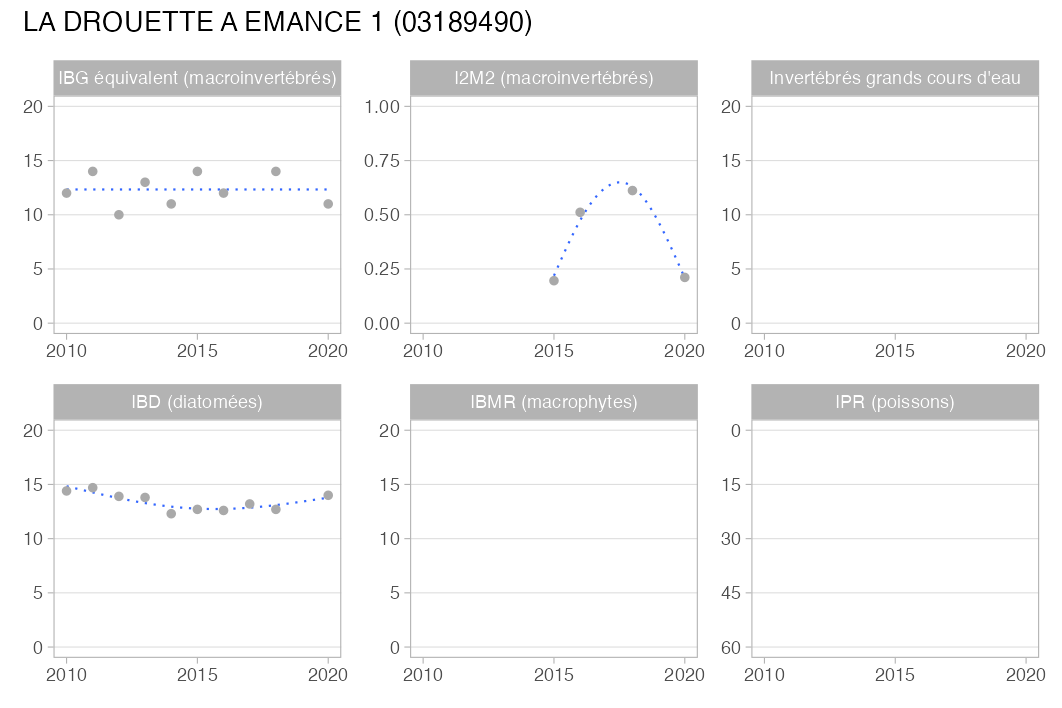 LA DROUETTE A EMANCE 1 (03189490)
IBG équivalent (macroinvertébrés)
20
15
10
5
0
2010 2015 2020
I2M2 (macroinvertébrés)
1.00
0.75
0.50
0.25
0.00
2010 2015 2020
Invertébrés grands cours d'eau
20
15
10
5
0
2010 2015 2020
IBD (diatomées)
20
15
10
5
0
2010 2015 2020
IBMR (macrophytes)
20
15
10
5
0
2010 2015 2020
IPR (poissons)
0
15
30
45
60
2010 2015 2020